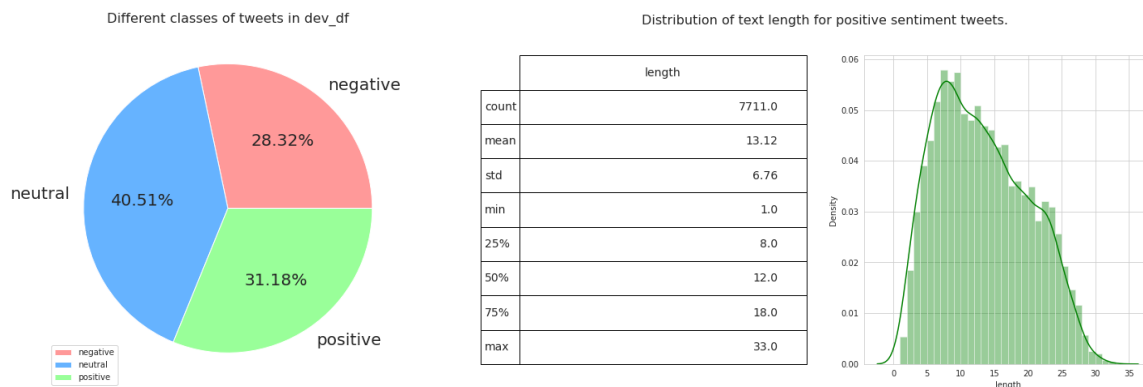 Different classes of tweets in dev_df
negative
28.32%
neutral
40.51%
31.18%
positive
negative
neutral
positive
Distribution of text length for positive sentiment tweets.
length
count 7711.0
mean 13.12
std 6.76
min 1.0
25% 8.0
50% 12.0
75% 18.0
max 33.0
0.06
0.05
0.04
0.03
0.02
0.01
0.00
Density
0 5 10 15 20 25 30 35
length